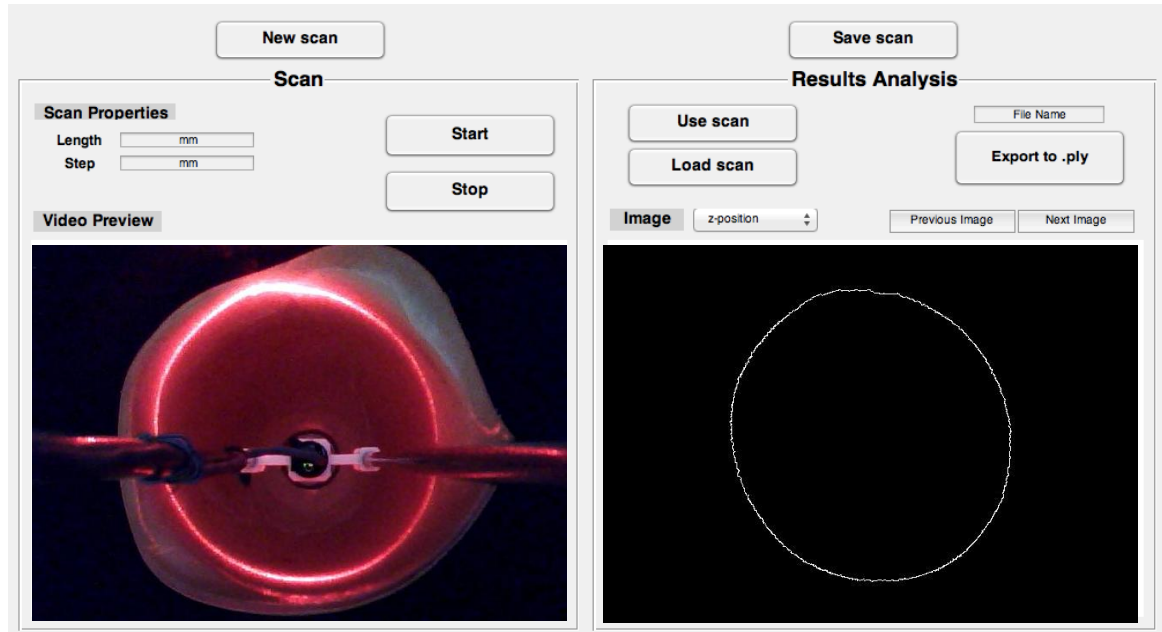 New scan
Save scan
Scan
Scan Properties
Length mm
Step mm
Start
Stop
Video Preview
Results Analysis
Use scan
Load scan
File Name
Export to .ply
Image z-position
Previous Image Next Image